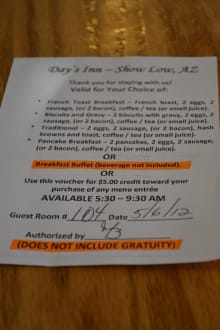 Day's Inn – Show Low, AZ
Thank you for staying with us!
Valid for Your Choice of:
• French Toast Breakfast – French toast, 2 eggs, 2
sausage, (or 2 bacon), coffee / tea (or small juice).
• Biscuits and Gravy – 2 biscuits with gravy, 2 eggs, 2
sausage, (or 2 bacon), coffee / tea (or small juice).
• Traditional – 2 eggs, 2 sausage, (or 2 bacon), hash
browns and toast, coffee / tea (or small juice).
• Pancake Breakfast – 2 pancakes, 2 eggs, 2 sausage,
(or 2 bacon), coffee / tea (or small juice).
OR
Breakfast Buffet (beverage not included).
OR
Use this voucher for $5.00 credit toward your
purchase of any menu entrée
AVAILABLE 5:30 – 9:30 AM
Guest Room # 104 Date 5/6/12
Authorized by
(DOES NOT INCLUDE GRATUITY)